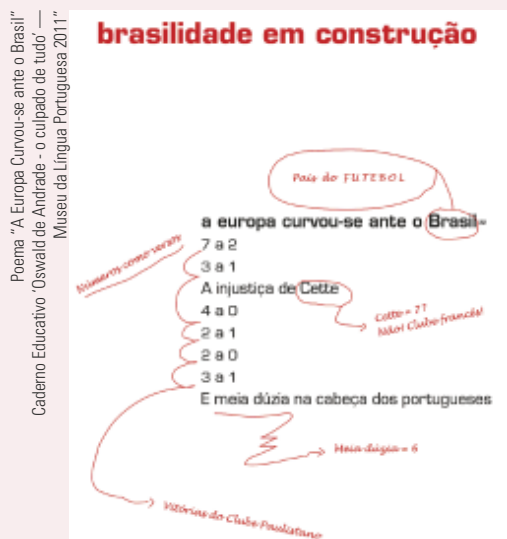 Poema “A Europa Curvou-se ante o Brasil”
Caderno Educativo ‘Oswald de Andrade - o culpado de tudo’ —
Museu da Língua Portuguesa 2011”
brasilidade em construção
País do FUTEBOL
a europa curvou-se ante o Brasil
Números como versos
7 a 2
3 a 1
A injustiça de Cette
4 a 0
Cette = ??
Não! Clube francês!
2 a 1
2 a 0
3 a 1
E meia dúzia na cabeça dos portugueses
Meia-dúzia = 6
Vitórias do Clube Paulistano